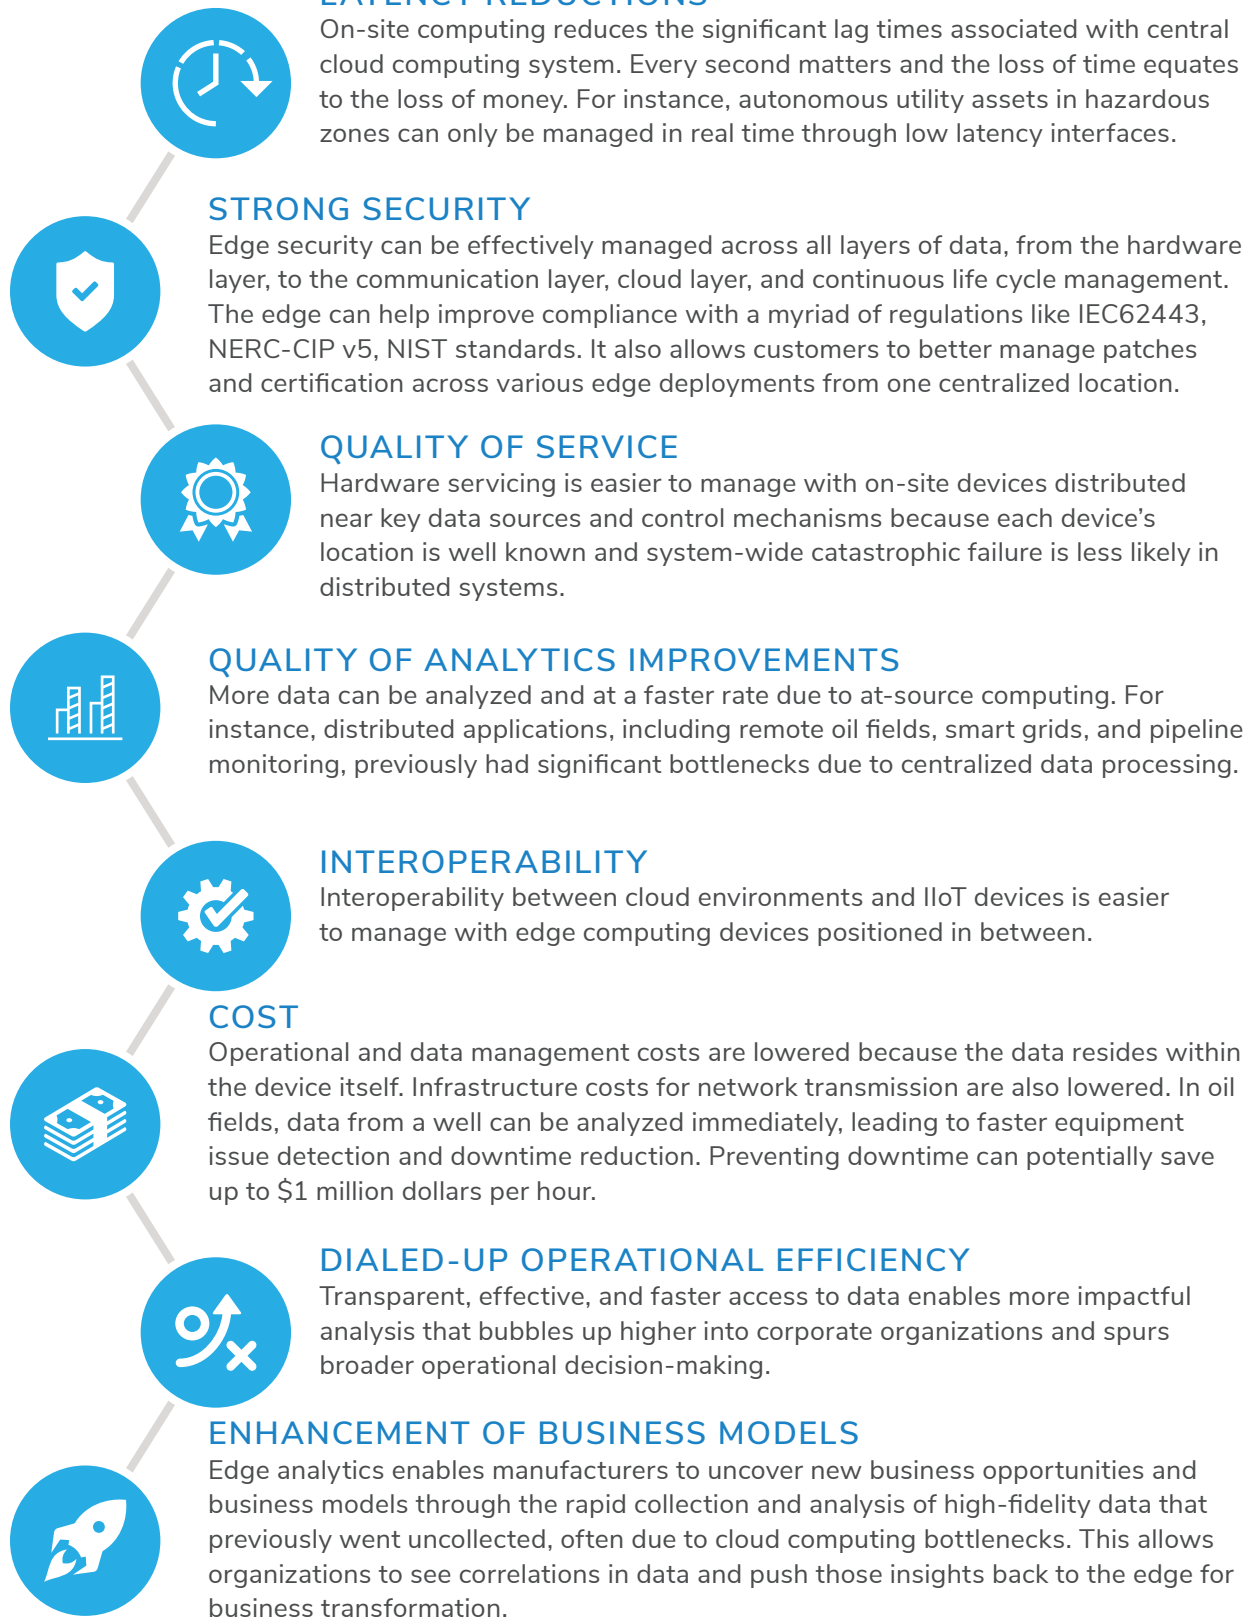 LATENCY REDUCTIONS
On-site computing reduces the significant lag times associated with central
cloud computing system. Every second matters and the loss of time equates
to the loss of money. For instance, autonomous utility assets in hazardous
zones can only be managed in real time through low latency interfaces.
STRONG SECURITY
Edge security can be effectively managed across all layers of data, from the hardware
layer, to the communication layer, cloud layer, and continuous life cycle management.
The edge can help improve compliance with a myriad of regulations like IEC62443,
NERC-CIP v5, NIST standards. It also allows customers to better manage patches
and certification across various edge deployments from one centralized location.
QUALITY OF SERVICE
Hardware servicing is easier to manage with on-site devices distributed
near key data sources and control mechanisms because each device’s
location is well known and system-wide catastrophic failure is less likely in
distributed systems.
QUALITY OF ANALYTICS IMPROVEMENTS
More data can be analyzed and at a faster rate due to at-source computing. For
instance, distributed applications, including remote oil fields, smart grids, and pipeline
monitoring, previously had significant bottlenecks due to centralized data processing.
INTEROPERABILITY
Interoperability between cloud environments and IIoT devices is easier
to manage with edge computing devices positioned in between.
COST
Operational and data management costs are lowered because the data resides within
the device itself. Infrastructure costs for network transmission are also lowered. In oil
fields, data from a well can be analyzed immediately, leading to faster equipment
issue detection and downtime reduction. Preventing downtime can potentially save
up to $1 million dollars per hour.
DIALED-UP OPERATIONAL EFFICIENCY
Transparent, effective, and faster access to data enables more impactful
analysis that bubbles up higher into corporate organizations and spurs
broader operational decision-making.
ENHANCEMENT OF BUSINESS MODELS
Edge analytics enables manufacturers to uncover new business opportunities and
business models through the rapid collection and analysis of high-fidelity data that
previously went uncollected, often due to cloud computing bottlenecks. This allows
organizations to see correlations in data and push those insights back to the edge for
business transformation.